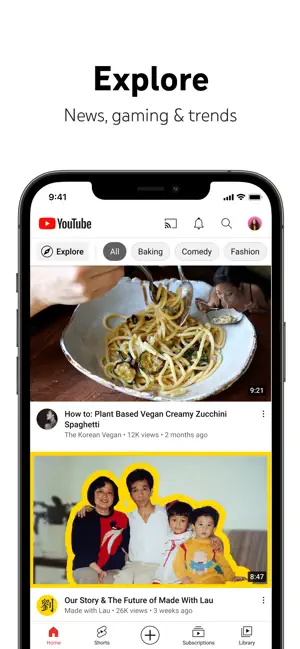 Explore
News, gaming & trends
9:41
YouTube
Explore
All
Baking
Comedy
Fashion
9:21
How to: Plant Based Vegan Creamy Zucchini
Spaghetti
The Korean Vegan • 12K views • 2 months ago
8:47
劉
Our Story & The Future of Made With Lau
Made with Lau • 26K views • 3 weeks ago
Home
Shorts
Subscriptions
Library